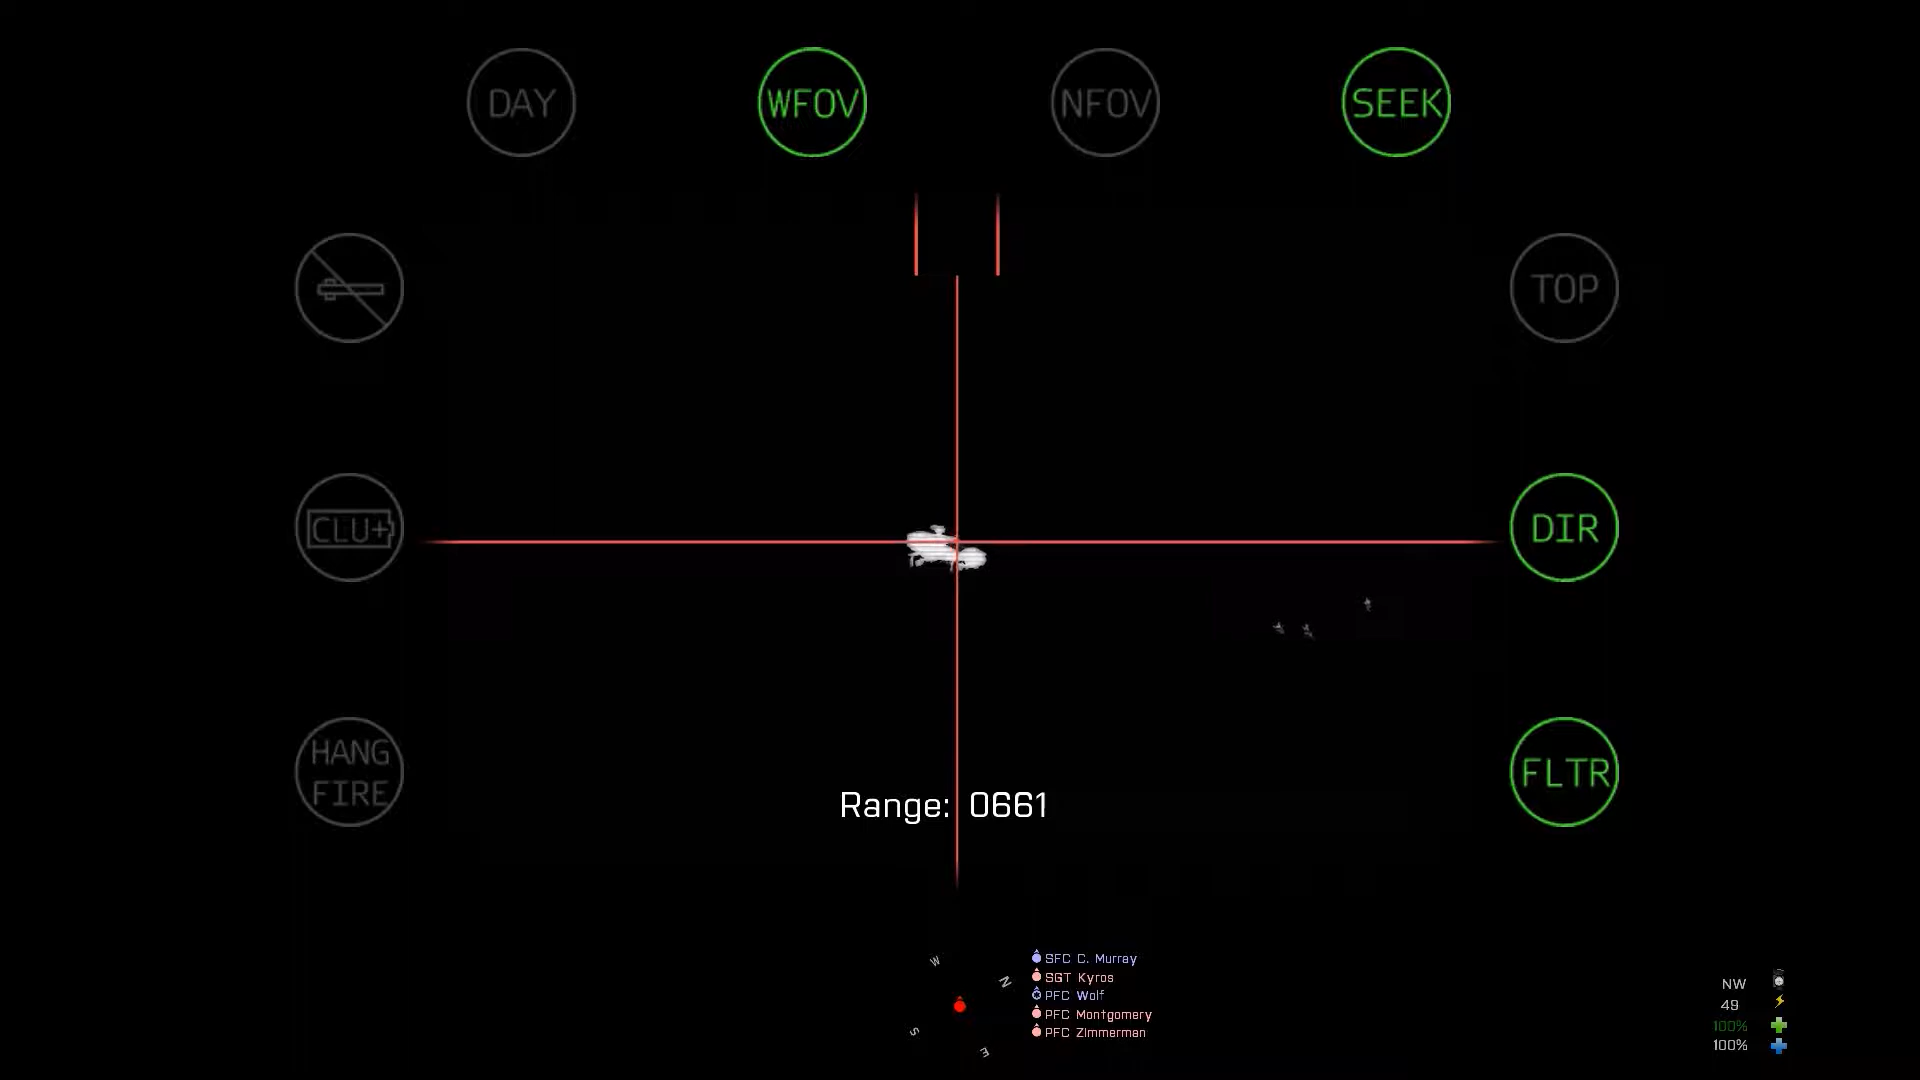 DAY
WFOV
NFOV
SEEK
TOP
CLU+
DIR
HANG
FIRE
FLTR
Range: 0661
W
N
S
E
SFC C. Murray
SGT Kyros
PFC Wolf
PFC Montgomery
PFC Zimmerman
NW
49
100%
100%